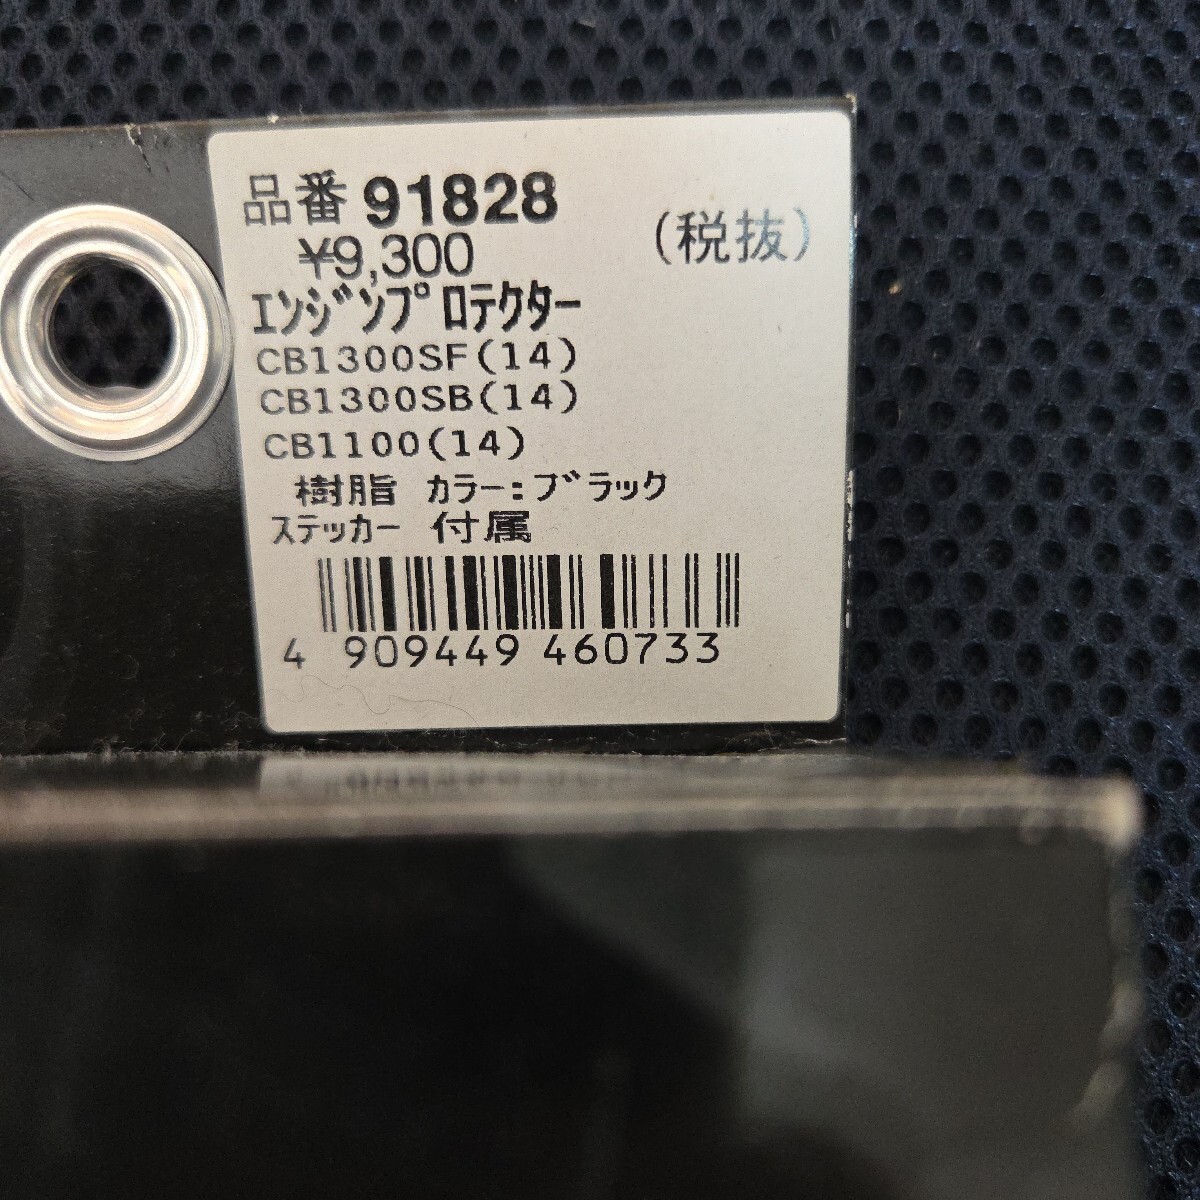 品番 91828
¥9,300 (税抜)
エンジンプロテクター
CB1300SF(14)
CB1300SB(14)
CB1100(14)
樹脂 カラー:ブラック
ステッカー 付属
4 909449 460733